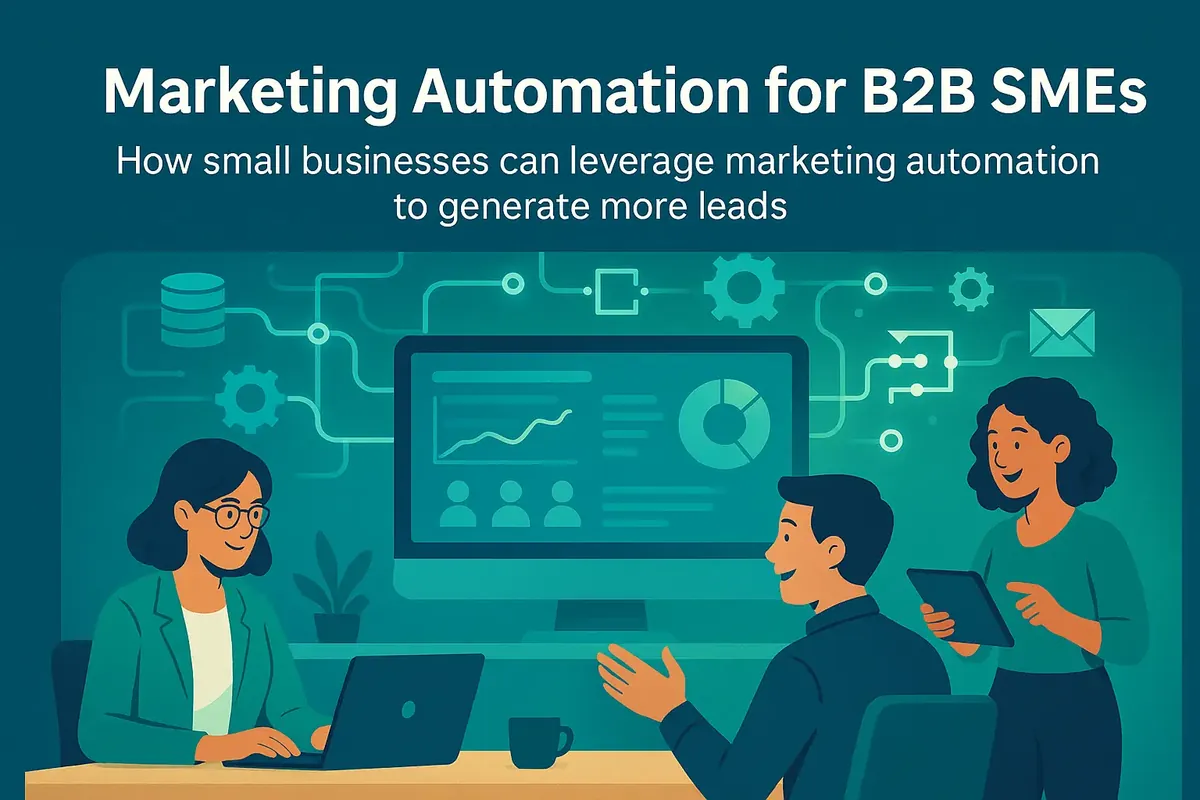 Marketing Automation for B2B SMEs
How small businesses can leverage marketing automation
to generate more leads